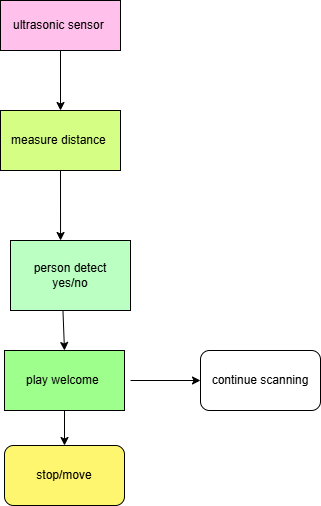 ultrasonic sensor
measure distance
person detect
yes/no
play welcome
continue scanning
stop/move